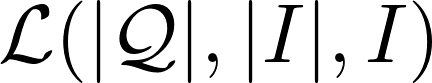 ℒ(|𝒬|, |I|, I)